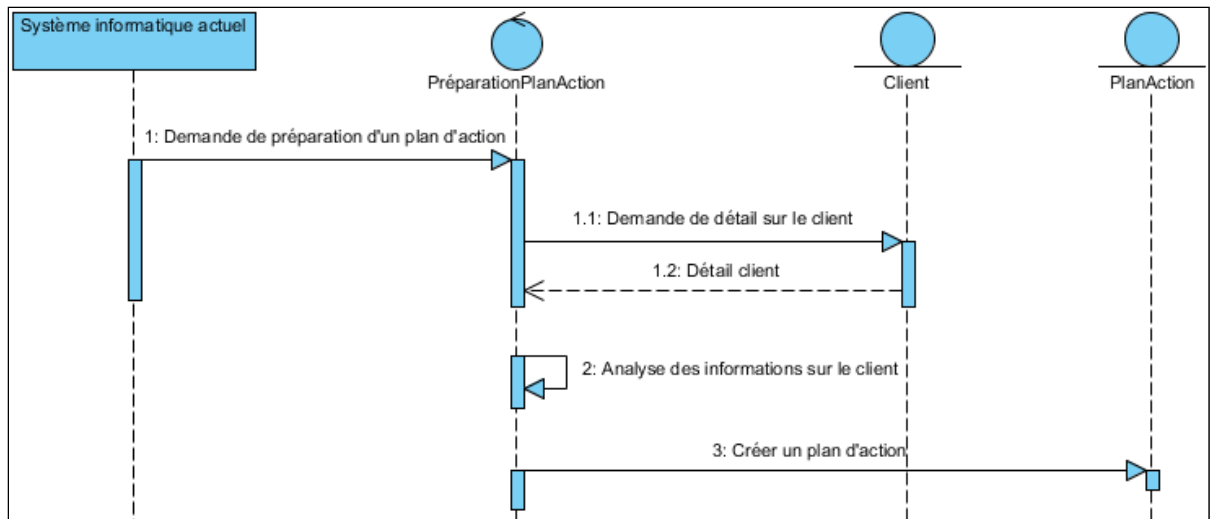 Système informatique actuel
PréparationPlanAction
Client
PlanAction
1: Demande de préparation d'un plan d'action
1.1: Demande de détail sur le client
1.2: Détail client
2: Analyse des informations sur le client
3: Créer un plan d'action